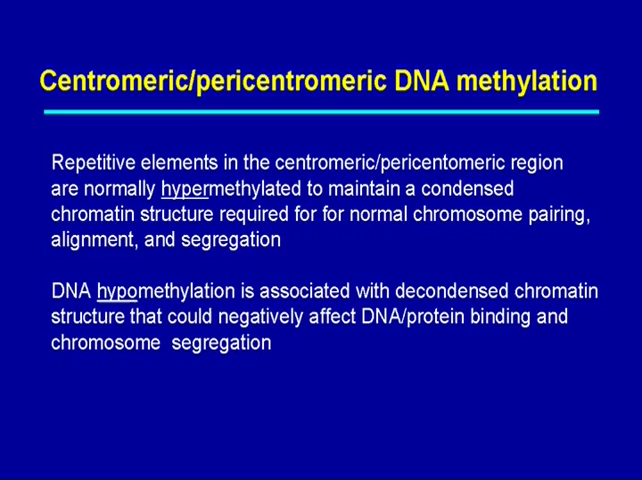 Centromeric/pericentromeric DNA methylation
Repetitive elements in the centromeric/pericentomeric region
are normally hypermethylated to maintain a condensed
chromatin structure required for for normal chromosome pairing,
alignment, and segregation
DNA hypomethylation is associated with decondensed chromatin
structure that could negatively affect DNA/protein binding and
chromosome segregation